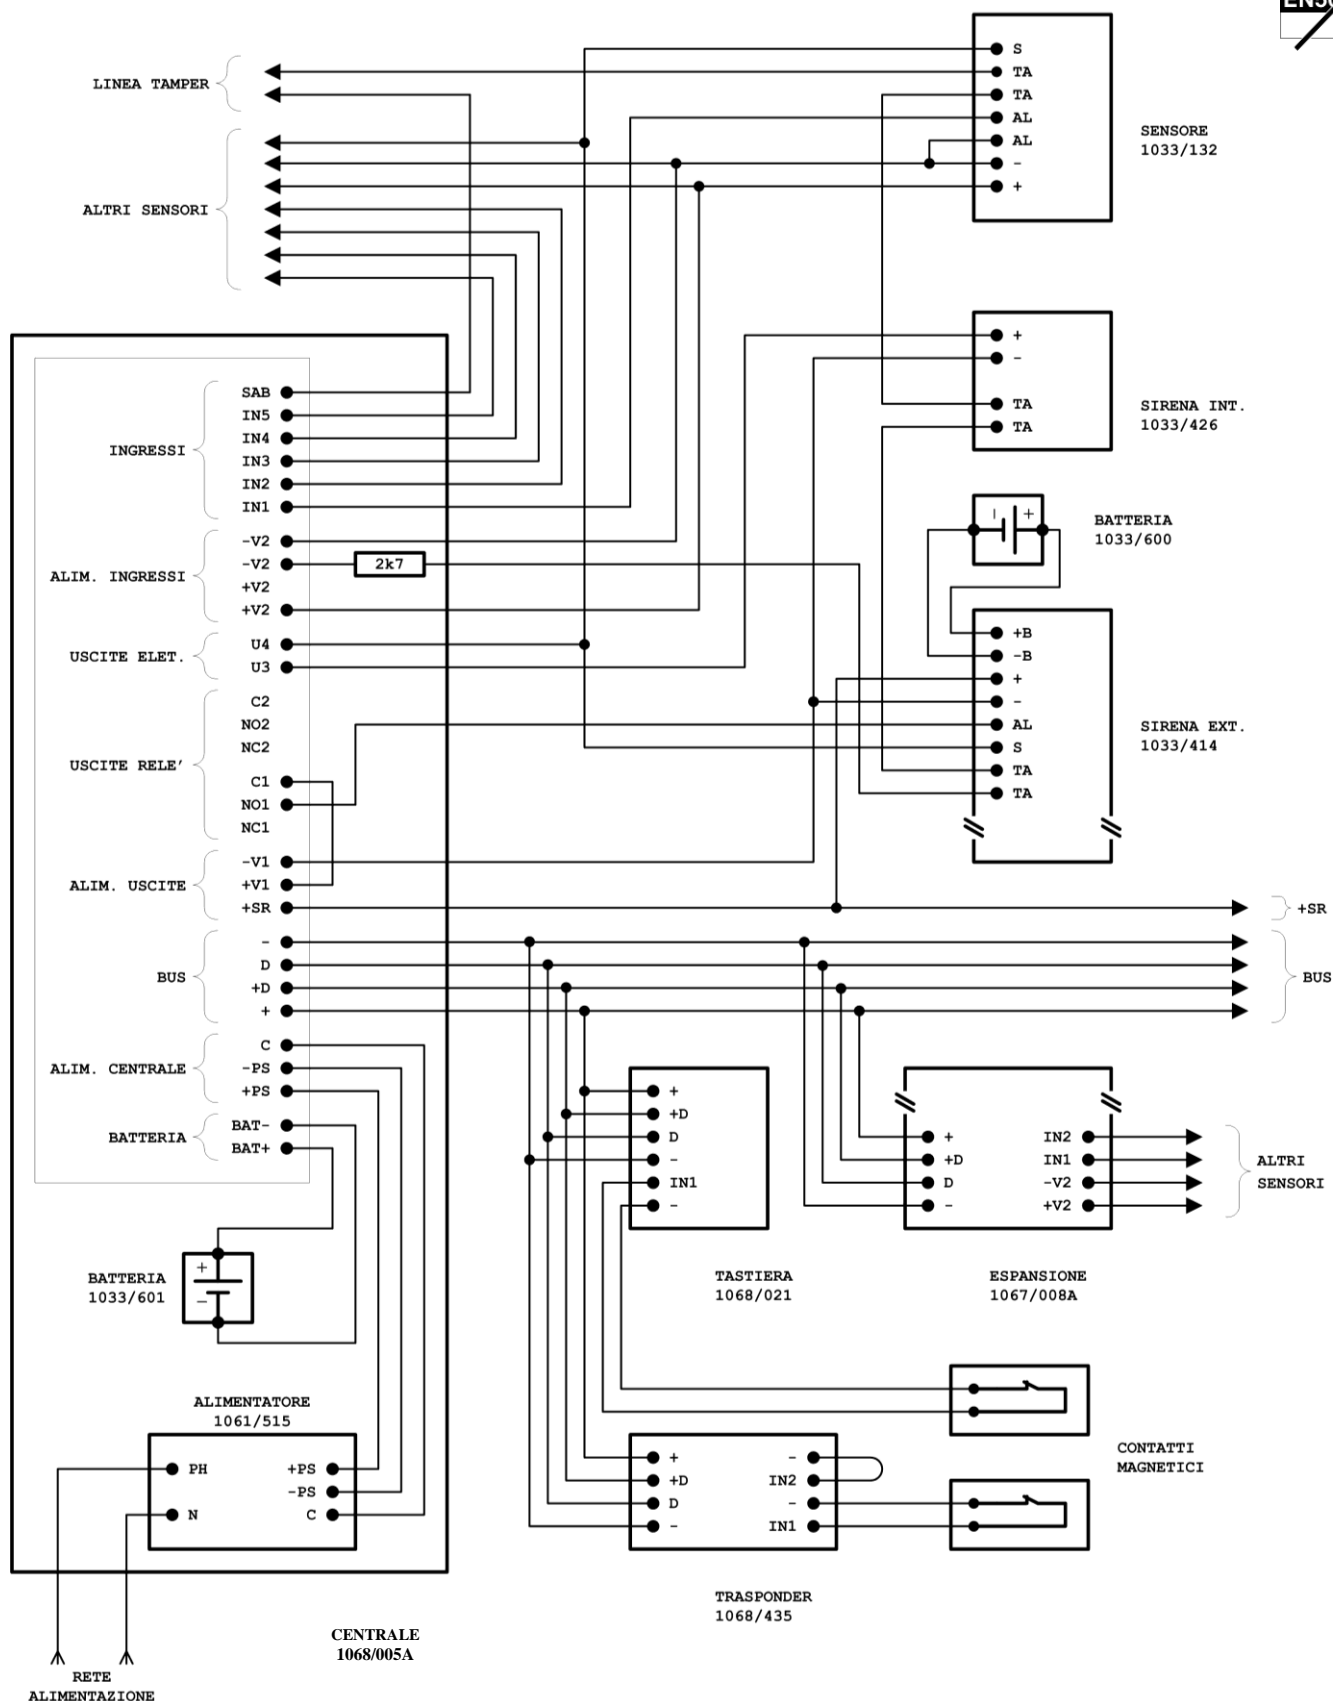 S
TA
TA
AL
AL
-
+
SENSORE
1033/132
LINEA TAMPER
ALTRI SENSORI
+
-
TA
TA
SIRENA INT.
1033/426
- +
BATTERIA
1033/600
+B
-B
+
-
AL
S
TA
TA
SIRENA EXT.
1033/414
INGRESSI
SAB
IN5
IN4
IN3
IN2
IN1
ALIM. INGRESSI
-V2
-V2
2k7
+V2
+V2
USCITE ELET.
U4
U3
USCITE RELE'
C2
NO2
NC2
C1
NO1
NC1
ALIM. USCITE
-V1
+V1
+SR
+SR
BUS
-
D
+D
+
BUS
ALIM. CENTRALE
C
-PS
+PS
BATTERIA
BAT-
BAT+
+
+D
D
-
IN1
-
TASTIERA
1068/021
+
+D
D
-
IN2
IN1
-V2
+V2
ALTRI
SENSORI
ESPANSIONE
1067/008A
BATTERIA
1033/601
+
-
ALIMENTATORE
1061/515
PH
N
+PS
-PS
C
+
+D
D
-
-
IN2
-
IN1
CONTATTI
MAGNETICI
TRASPONDER
1068/435
CENTRALE
1068/005A
RETE
ALIMENTAZIONE